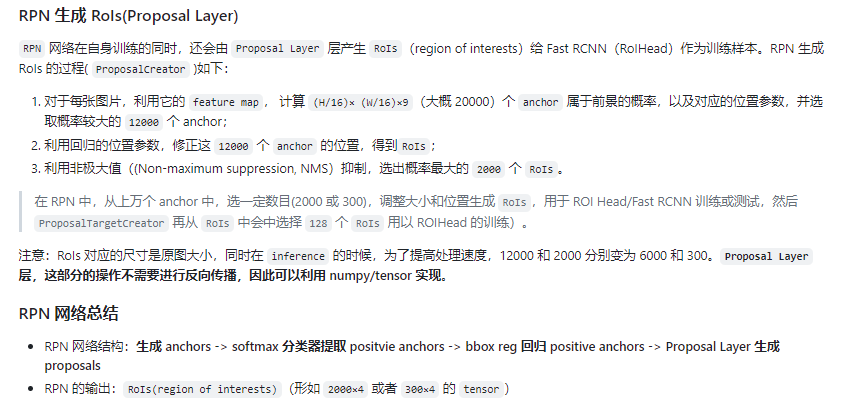 RPN 生成 RoIs(Proposal Layer)
RPN 网络在自身训练的同时，还会由 Proposal Layer 层产生 RoIs （region of interests）给 Fast RCNN（RoIHead）作为训练样本。RPN 生成
RoIs 的过程( ProposalCreator )如下：
1. 对于每张图片，利用它的 feature map ， 计算 (H/16)× (W/16)×9 （大概 20000）个 anchor 属于前景的概率，以及对应的位置参数，并选
取概率较大的 12000 个 anchor；
2. 利用回归的位置参数，修正这 12000 个 anchor 的位置，得到 RoIs ；
3. 利用非极大值（(Non-maximum suppression, NMS）抑制，选出概率最大的 2000 个 RoIs 。
在 RPN 中，从上万个 anchor 中，选一定数目(2000 或 300)，调整大小和位置生成 RoIs ，用于 ROI Head/Fast RCNN 训练或测试，然后
ProposalTargetCreator 再从 RoIs 中会中选择 128 个 RoIs 用以 ROIHead 的训练）。
注意：RoIs 对应的尺寸是原图大小，同时在 inference 的时候，为了提高处理速度，12000 和 2000 分别变为 6000 和 300。 Proposal Layer
层，这部分的操作不需要进行反向传播，因此可以利用 numpy/tensor 实现。
RPN 网络总结
• RPN 网络结构：生成 anchors -> softmax 分类器提取 positvie anchors -> bbox reg 回归 positive anchors -> Proposal Layer 生成
proposals
• RPN 的输出： RoIs(region of interests) （形如 2000×4 或者 300×4 的 tensor ）